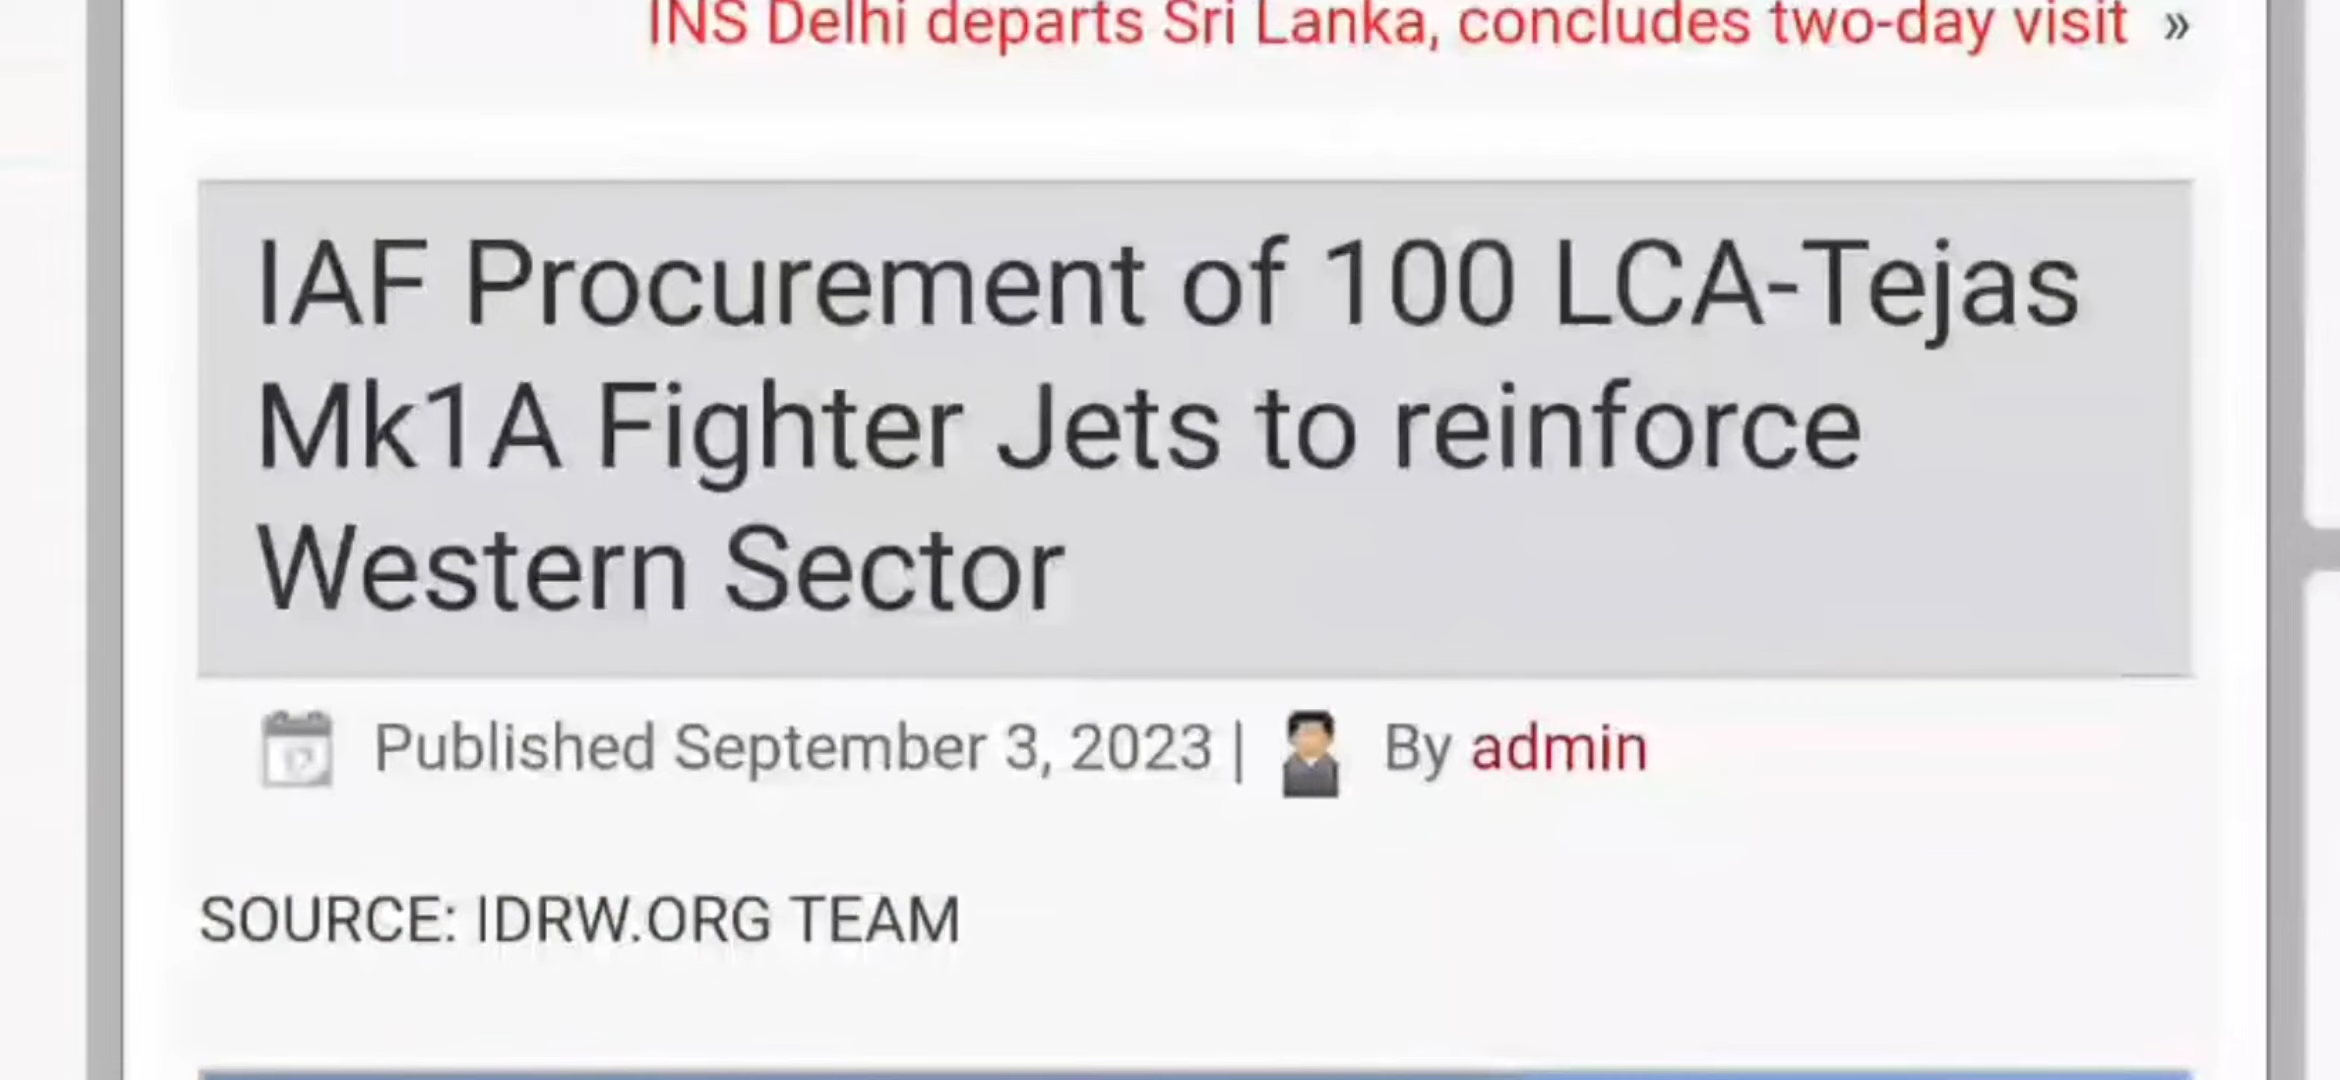 INS Delhi departs Sri Lanka, concludes two-day visit »
IAF Procurement of 100 LCA-Tejas
Mk1A Fighter Jets to reinforce
Western Sector
Published September 3, 2023 | By admin
SOURCE: IDRW.ORG TEAM